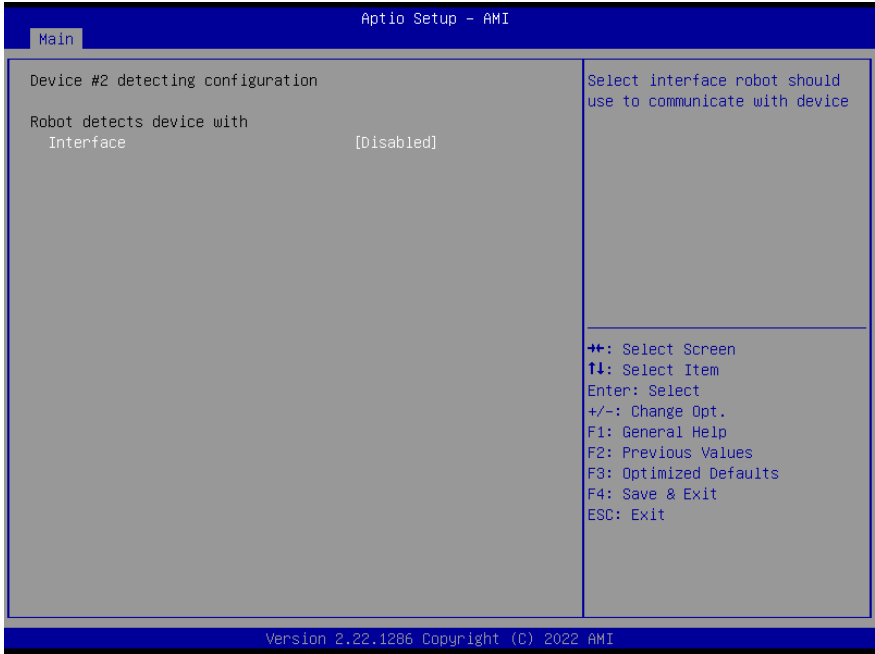 Aptio Setup – AMI
Main
Device #2 detecting configuration
Robot detects device with
Interface [Disabled]
Select interface robot should
use to communicate with device
→←: Select Screen
↑↓: Select Item
Enter: Select
+/-: Change Opt.
F1: General Help
F2: Previous Values
F3: Optimized Defaults
F4: Save & Exit
ESC: Exit
Version 2.22.1286 Copyright (C) 2022 AMI